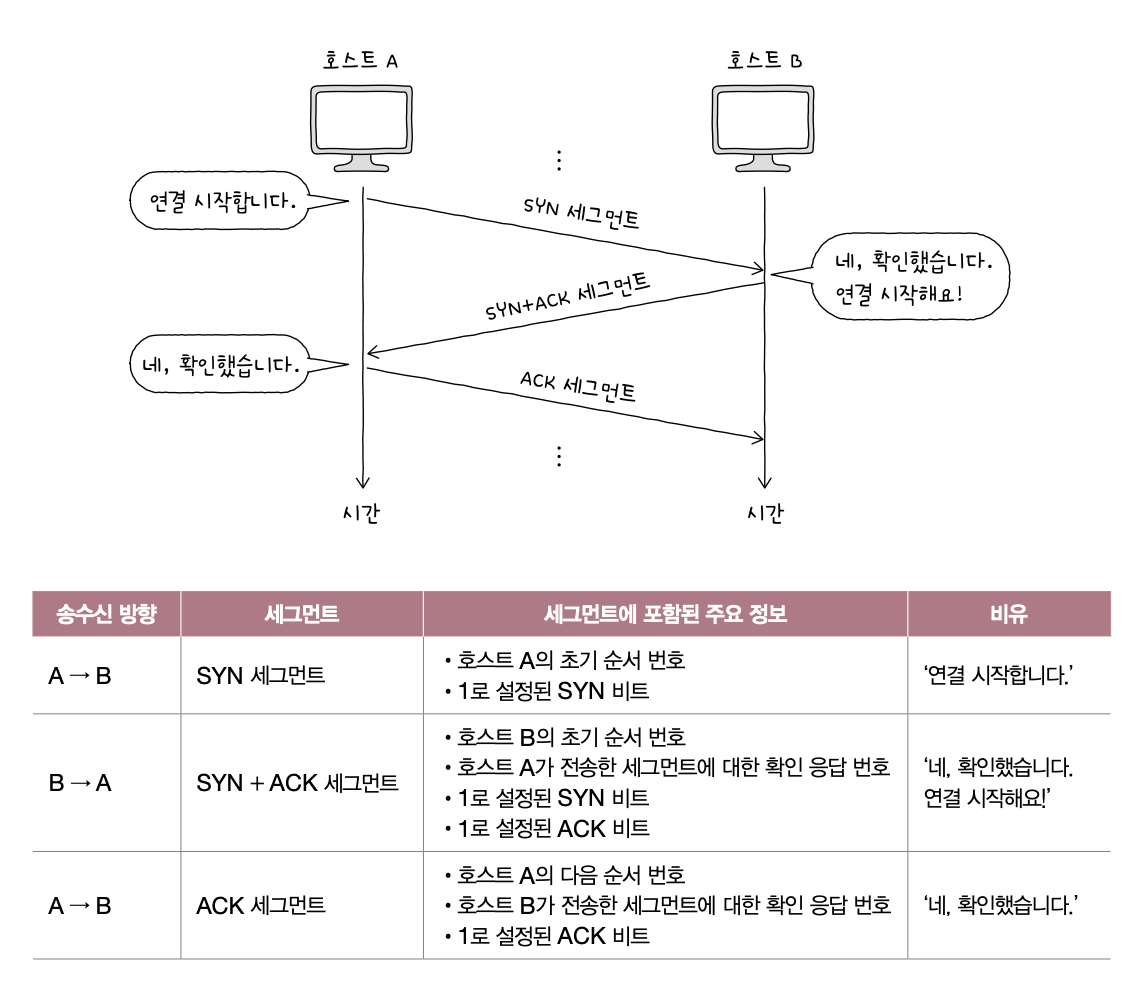 호스트 A
호스트 B
⋮
연결 시작합니다.
SYN 세그먼트
네, 확인했습니다.
연결 시작해요!
SYN+ACK 세그먼트
네, 확인했습니다.
ACK 세그먼트
⋮
시간
시간
송수신 방향 세그먼트 세그먼트에 포함된 주요 정보 비유
A → B
SYN 세그먼트
• 호스트 A의 초기 순서 번호
• 1로 설정된 SYN 비트
‘연결 시작합니다.’
B → A
SYN + ACK 세그먼트
• 호스트 B의 초기 순서 번호
• 호스트 A가 전송한 세그먼트에 대한 확인 응답 번호
• 1로 설정된 SYN 비트
• 1로 설정된 ACK 비트
‘네, 확인했습니다.
연결 시작해요!’
A → B
ACK 세그먼트
• 호스트 A의 다음 순서 번호
• 호스트 B가 전송한 세그먼트에 대한 확인 응답 번호
• 1로 설정된 ACK 비트
‘네, 확인했습니다.’